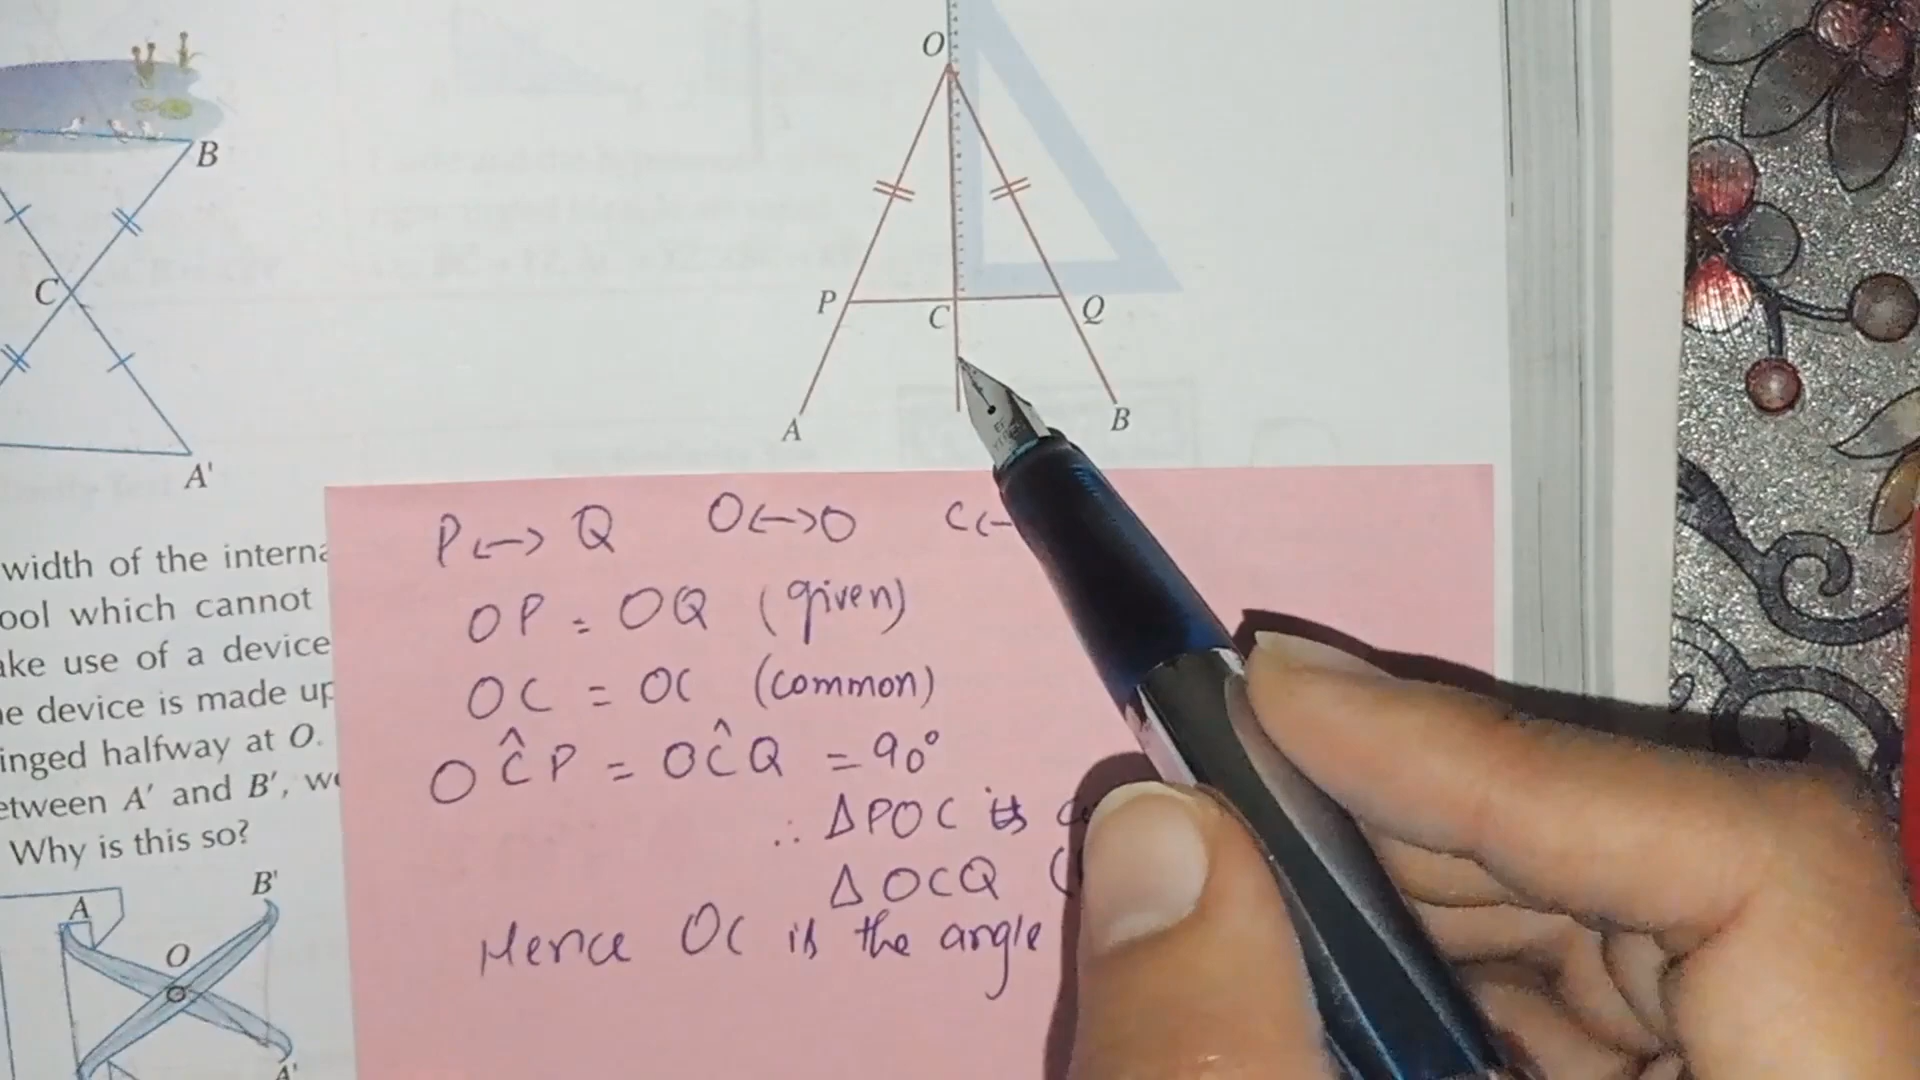 O
B
C
P
C
Q
A
B
A'
P <-> Q O <-> O C <-
OP = OQ (given)
OC = OC (common)
OĈP = OĈQ = 90°
∴ ΔPOC is
ΔOCQ (
Hence OC is the angle
width of the interna
ool which cannot
ake use of a device
e device is made up
inged halfway at O.
etween A' and B', we
Why is this so?
B'
A
O
A'